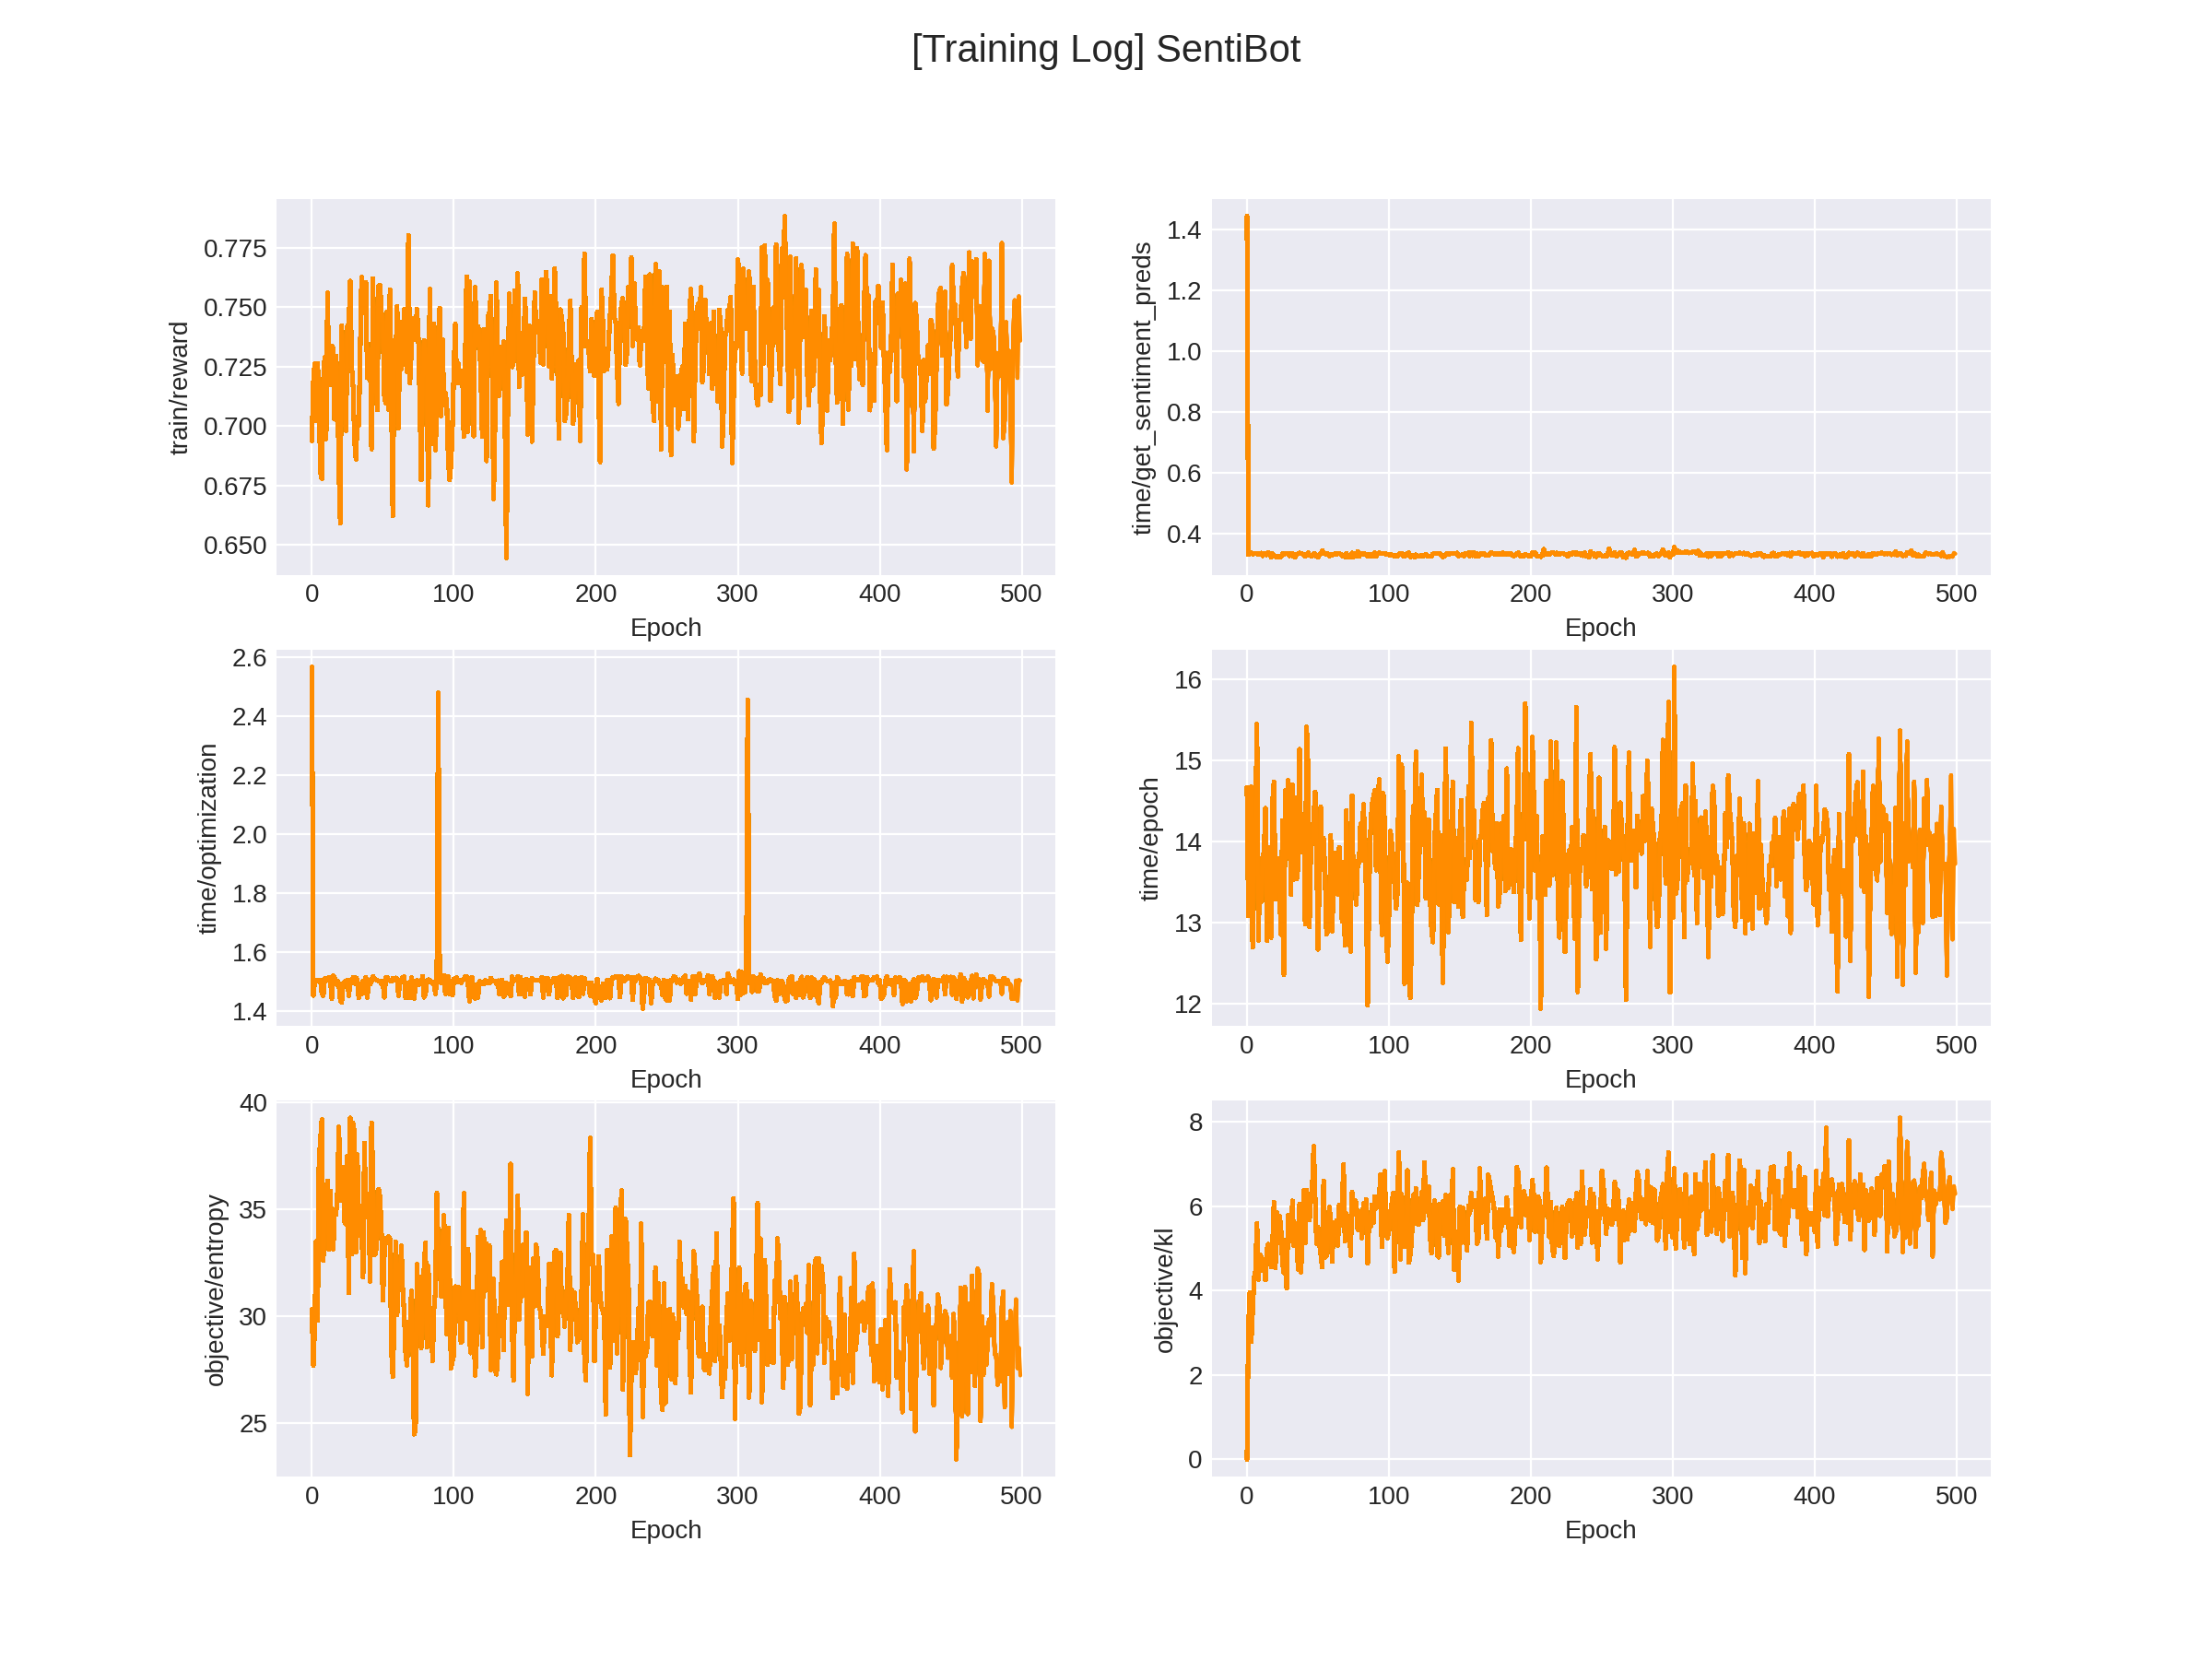 [Training Log] SentiBot
train/reward
0.775
0.750
0.725
0.700
0.675
0.650
0 100 200 300 400 500
Epoch
time/get_sentiment_preds
1.4
1.2
1.0
0.8
0.6
0.4
0 100 200 300 400 500
Epoch
time/optimization
2.6
2.4
2.2
2.0
1.8
1.6
1.4
0 100 200 300 400 500
Epoch
time/epoch
16
15
14
13
12
0 100 200 300 400 500
Epoch
objective/entropy
40
35
30
25
0 100 200 300 400 500
Epoch
objective/kl
8
6
4
2
0
0 100 200 300 400 500
Epoch